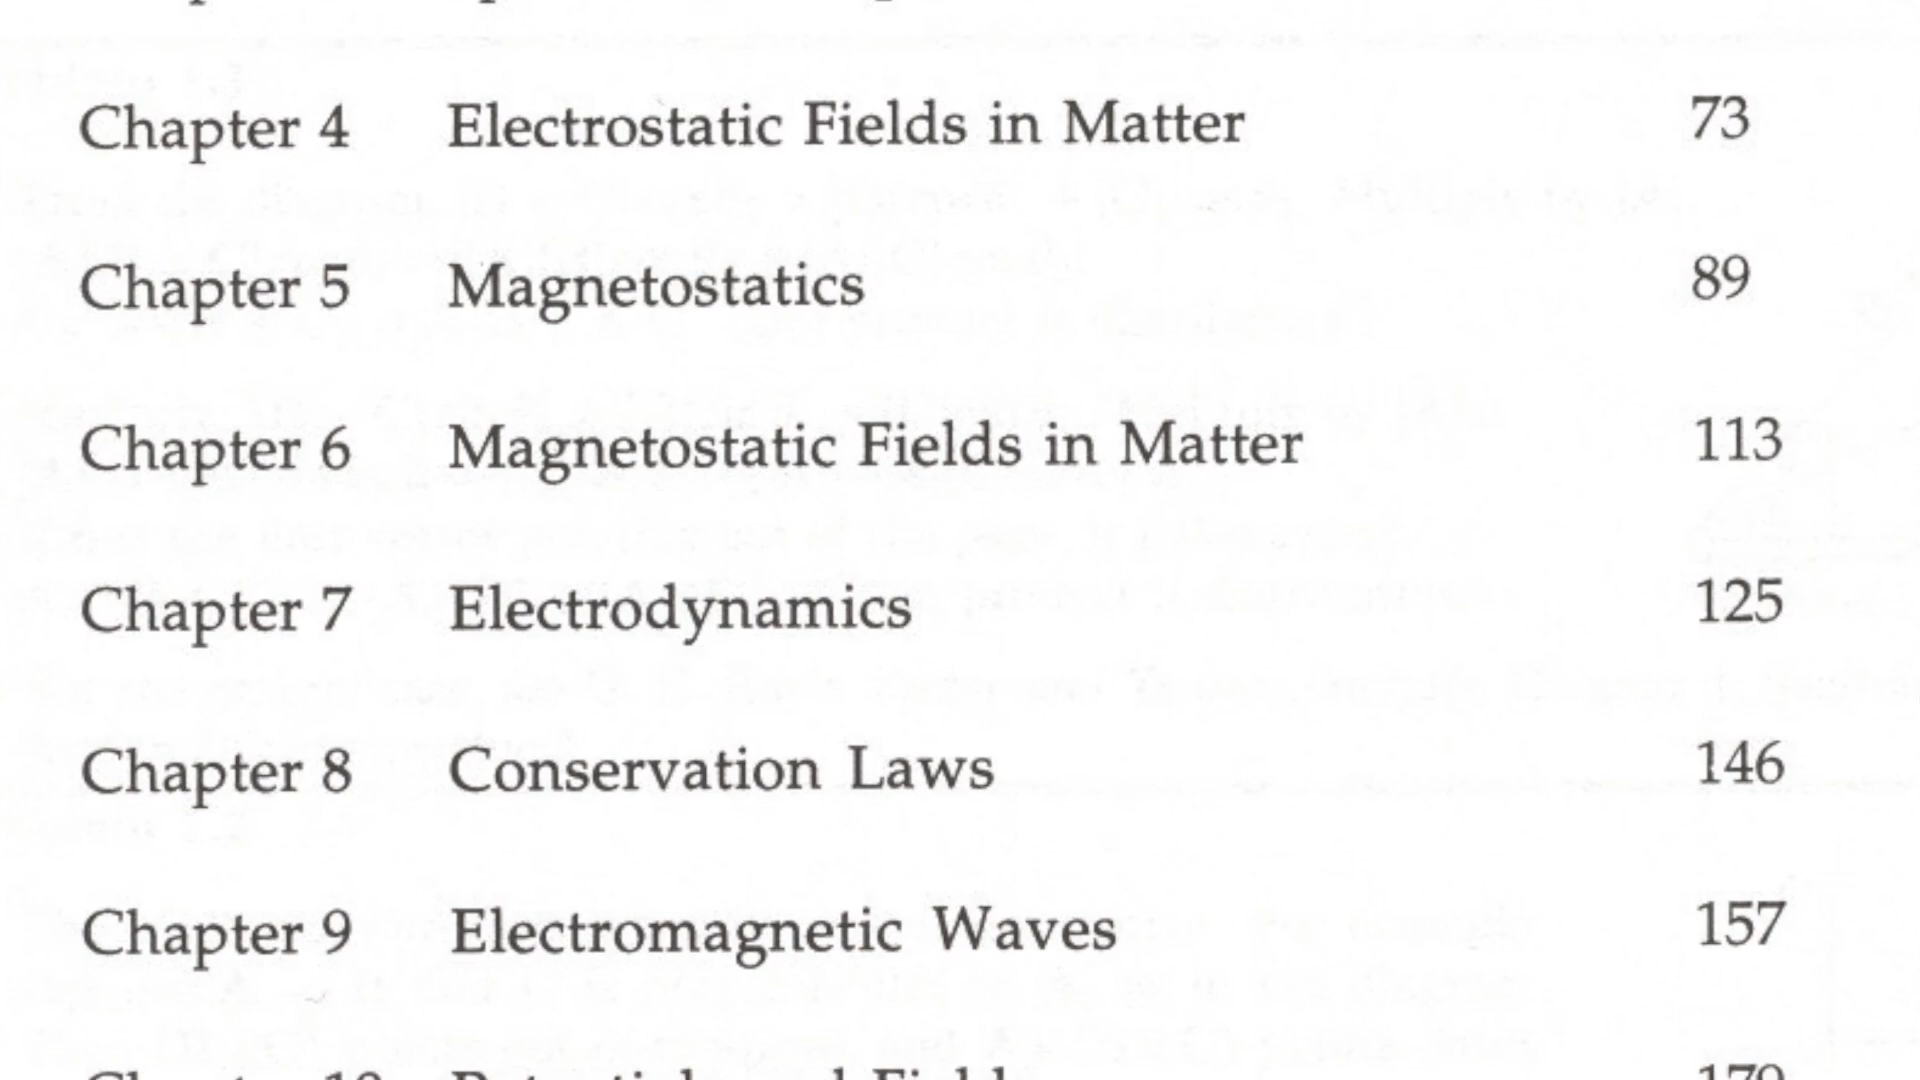 Chapter 4 Electrostatic Fields in Matter 73
Chapter 5 Magnetostatics 89
Chapter 6 Magnetostatic Fields in Matter 113
Chapter 7 Electrodynamics 125
Chapter 8 Conservation Laws 146
Chapter 9 Electromagnetic Waves 157